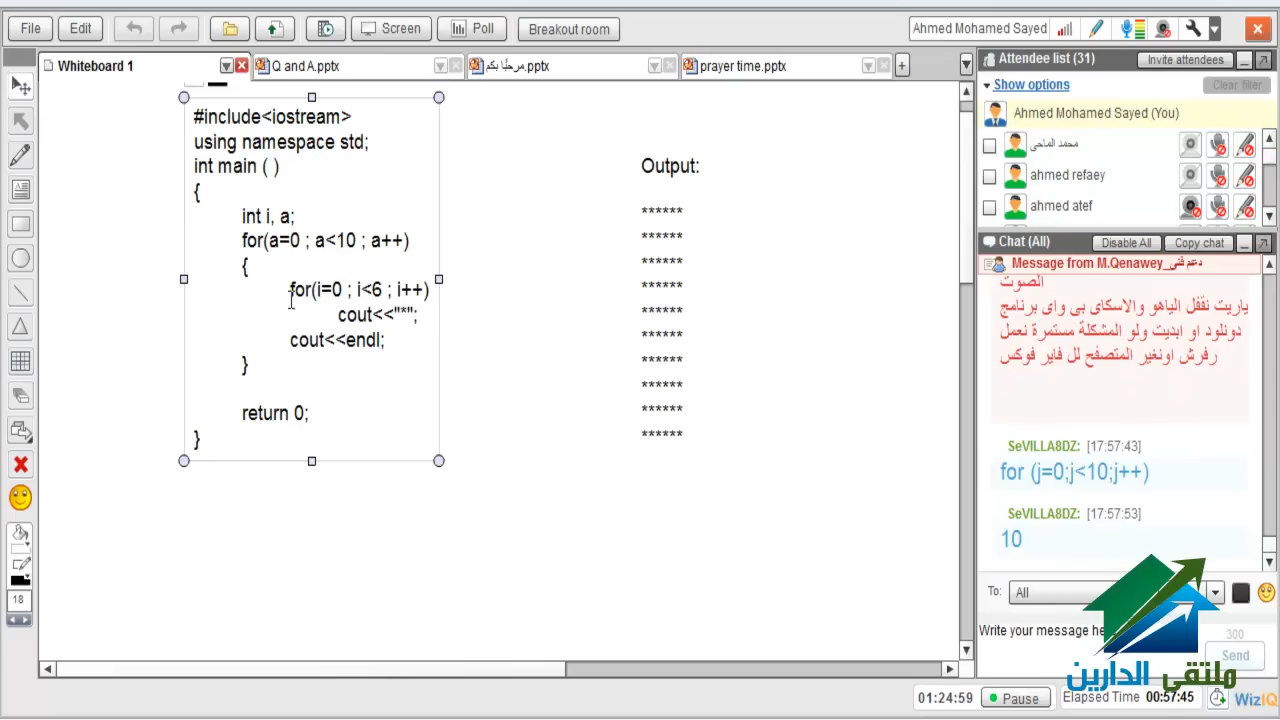 File Edit Screen Poll Breakout room Ahmed Mohamed Sayed
Whiteboard 1 Q and A.pptx مرحبًا بكم.pptx prayer time.pptx
#include<iostream>
using namespace std;
int main ( )
{
int i, a;
for(a=0 ; a<10 ; a++)
{
for(i=0 ; i<6 ; i++)
cout<<"*";
cout<<endl;
}
return 0;
}
Output:
******
******
******
******
******
******
******
******
******
******
Attendee list (31) Invite attendees
Show options Clear filter
Ahmed Mohamed Sayed (You)
محمد الماحى
ahmed refaey
ahmed atef
Chat (All) Disable All Copy chat
Message from M.Qenawey_دعم فنى
الصوت
ياريت نقفل الياهو والاسكاى بى واى برنامج
دونلود او ابديت ولو المشكلة مستمرة نعمل
رفرش اونغير المتصفح لل فاير فوكس
SeVILLA8DZ: [17:57:43]
for (j=0;j<10;j++)
SeVILLA8DZ: [17:57:53]
10
To: All
Write your message he
300
Send
18
ملتقى الدارين
01:24:59 Pause Elapsed Time 00:57:45 WizIQ